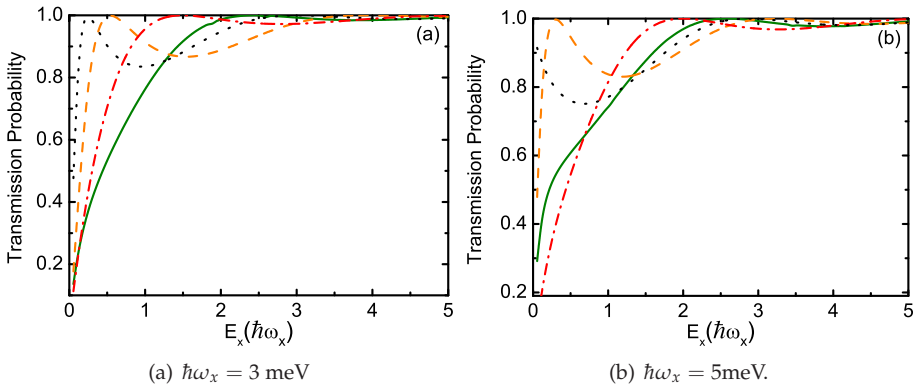 1.0
0.8
0.6
0.4
0.2
Transmission Probability
(a)
0 1 2 3 4 5
Eₓ(ℏωₓ)
(a) ℏωₓ = 3 meV
1.0
0.8
0.6
0.4
0.2
Transmission Probability
(b)
0 1 2 3 4 5
Eₓ(ℏωₓ)
(b) ℏωₓ = 5meV.